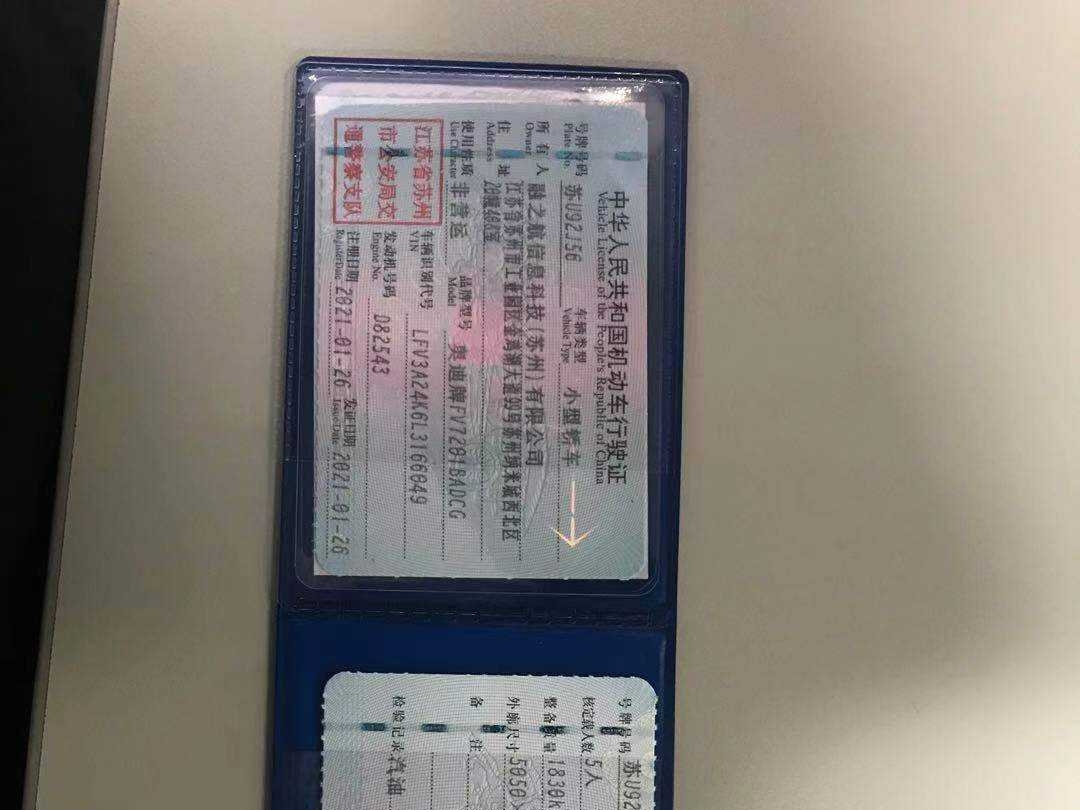 中华人民共和国机动车行驶证
Vehicle License of the People's Republic of China
号牌号码 苏U92J56 车辆类型 小型轿车
Plate No. Vehicle Type
所有人 融之航信息科技(苏州)有限公司
Owner
住址 江苏省苏州市工业园区金鸡湖大道99号苏州纳米城西北区
Address
使用性质 非营运 品牌型号 奥迪牌FV7201BADCG
Use Character Model
江苏省苏州
市公安局交
通警察支队
车辆识别代号 LFV3A24K6L3166049
VIN
发动机号码 D82543
Engine No.
注册日期 2021-01-26 发证日期 2021-01-26
Register Date Issue Date
号牌号码 苏U92
核定载人数 5人
整备质量 1830k
外廓尺寸 5050
备注
检验记录 汽油